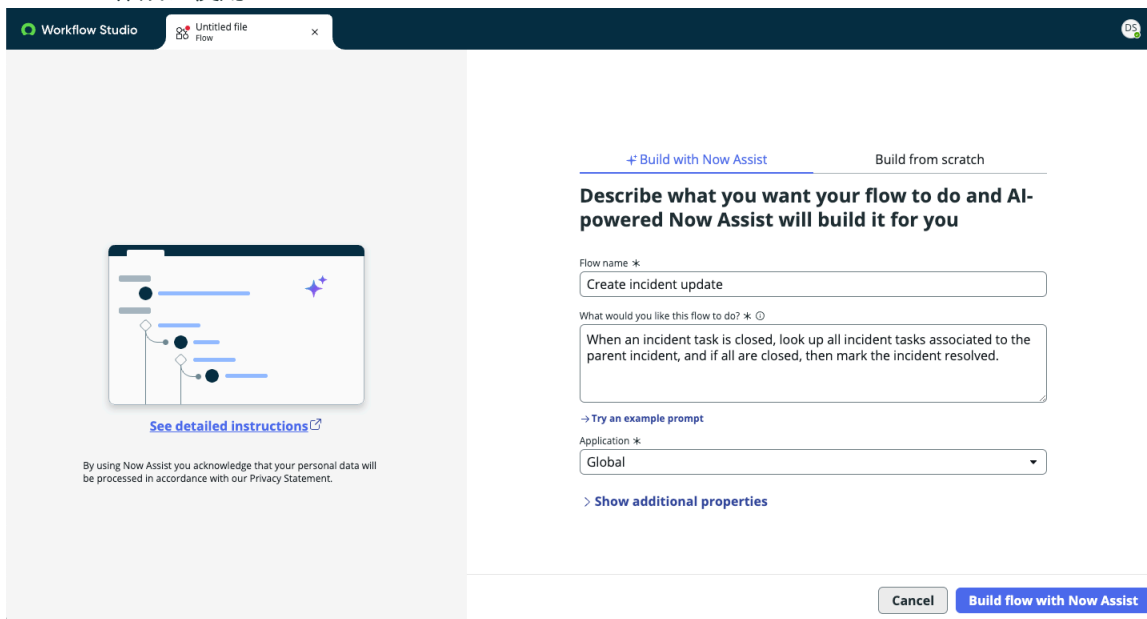 Workflow Studio
Untitled file
Flow
DS
Build with Now Assist
Build from scratch
Describe what you want your flow to do and AI-
powered Now Assist will build it for you
Flow name *
Create incident update
What would you like this flow to do? *
When an incident task is closed, look up all incident tasks associated to the
parent incident, and if all are closed, then mark the incident resolved.
→ Try an example prompt
Application *
Global
> Show additional properties
See detailed instructions
By using Now Assist you acknowledge that your personal data will
be processed in accordance with our Privacy Statement.
Cancel
Build flow with Now Assist